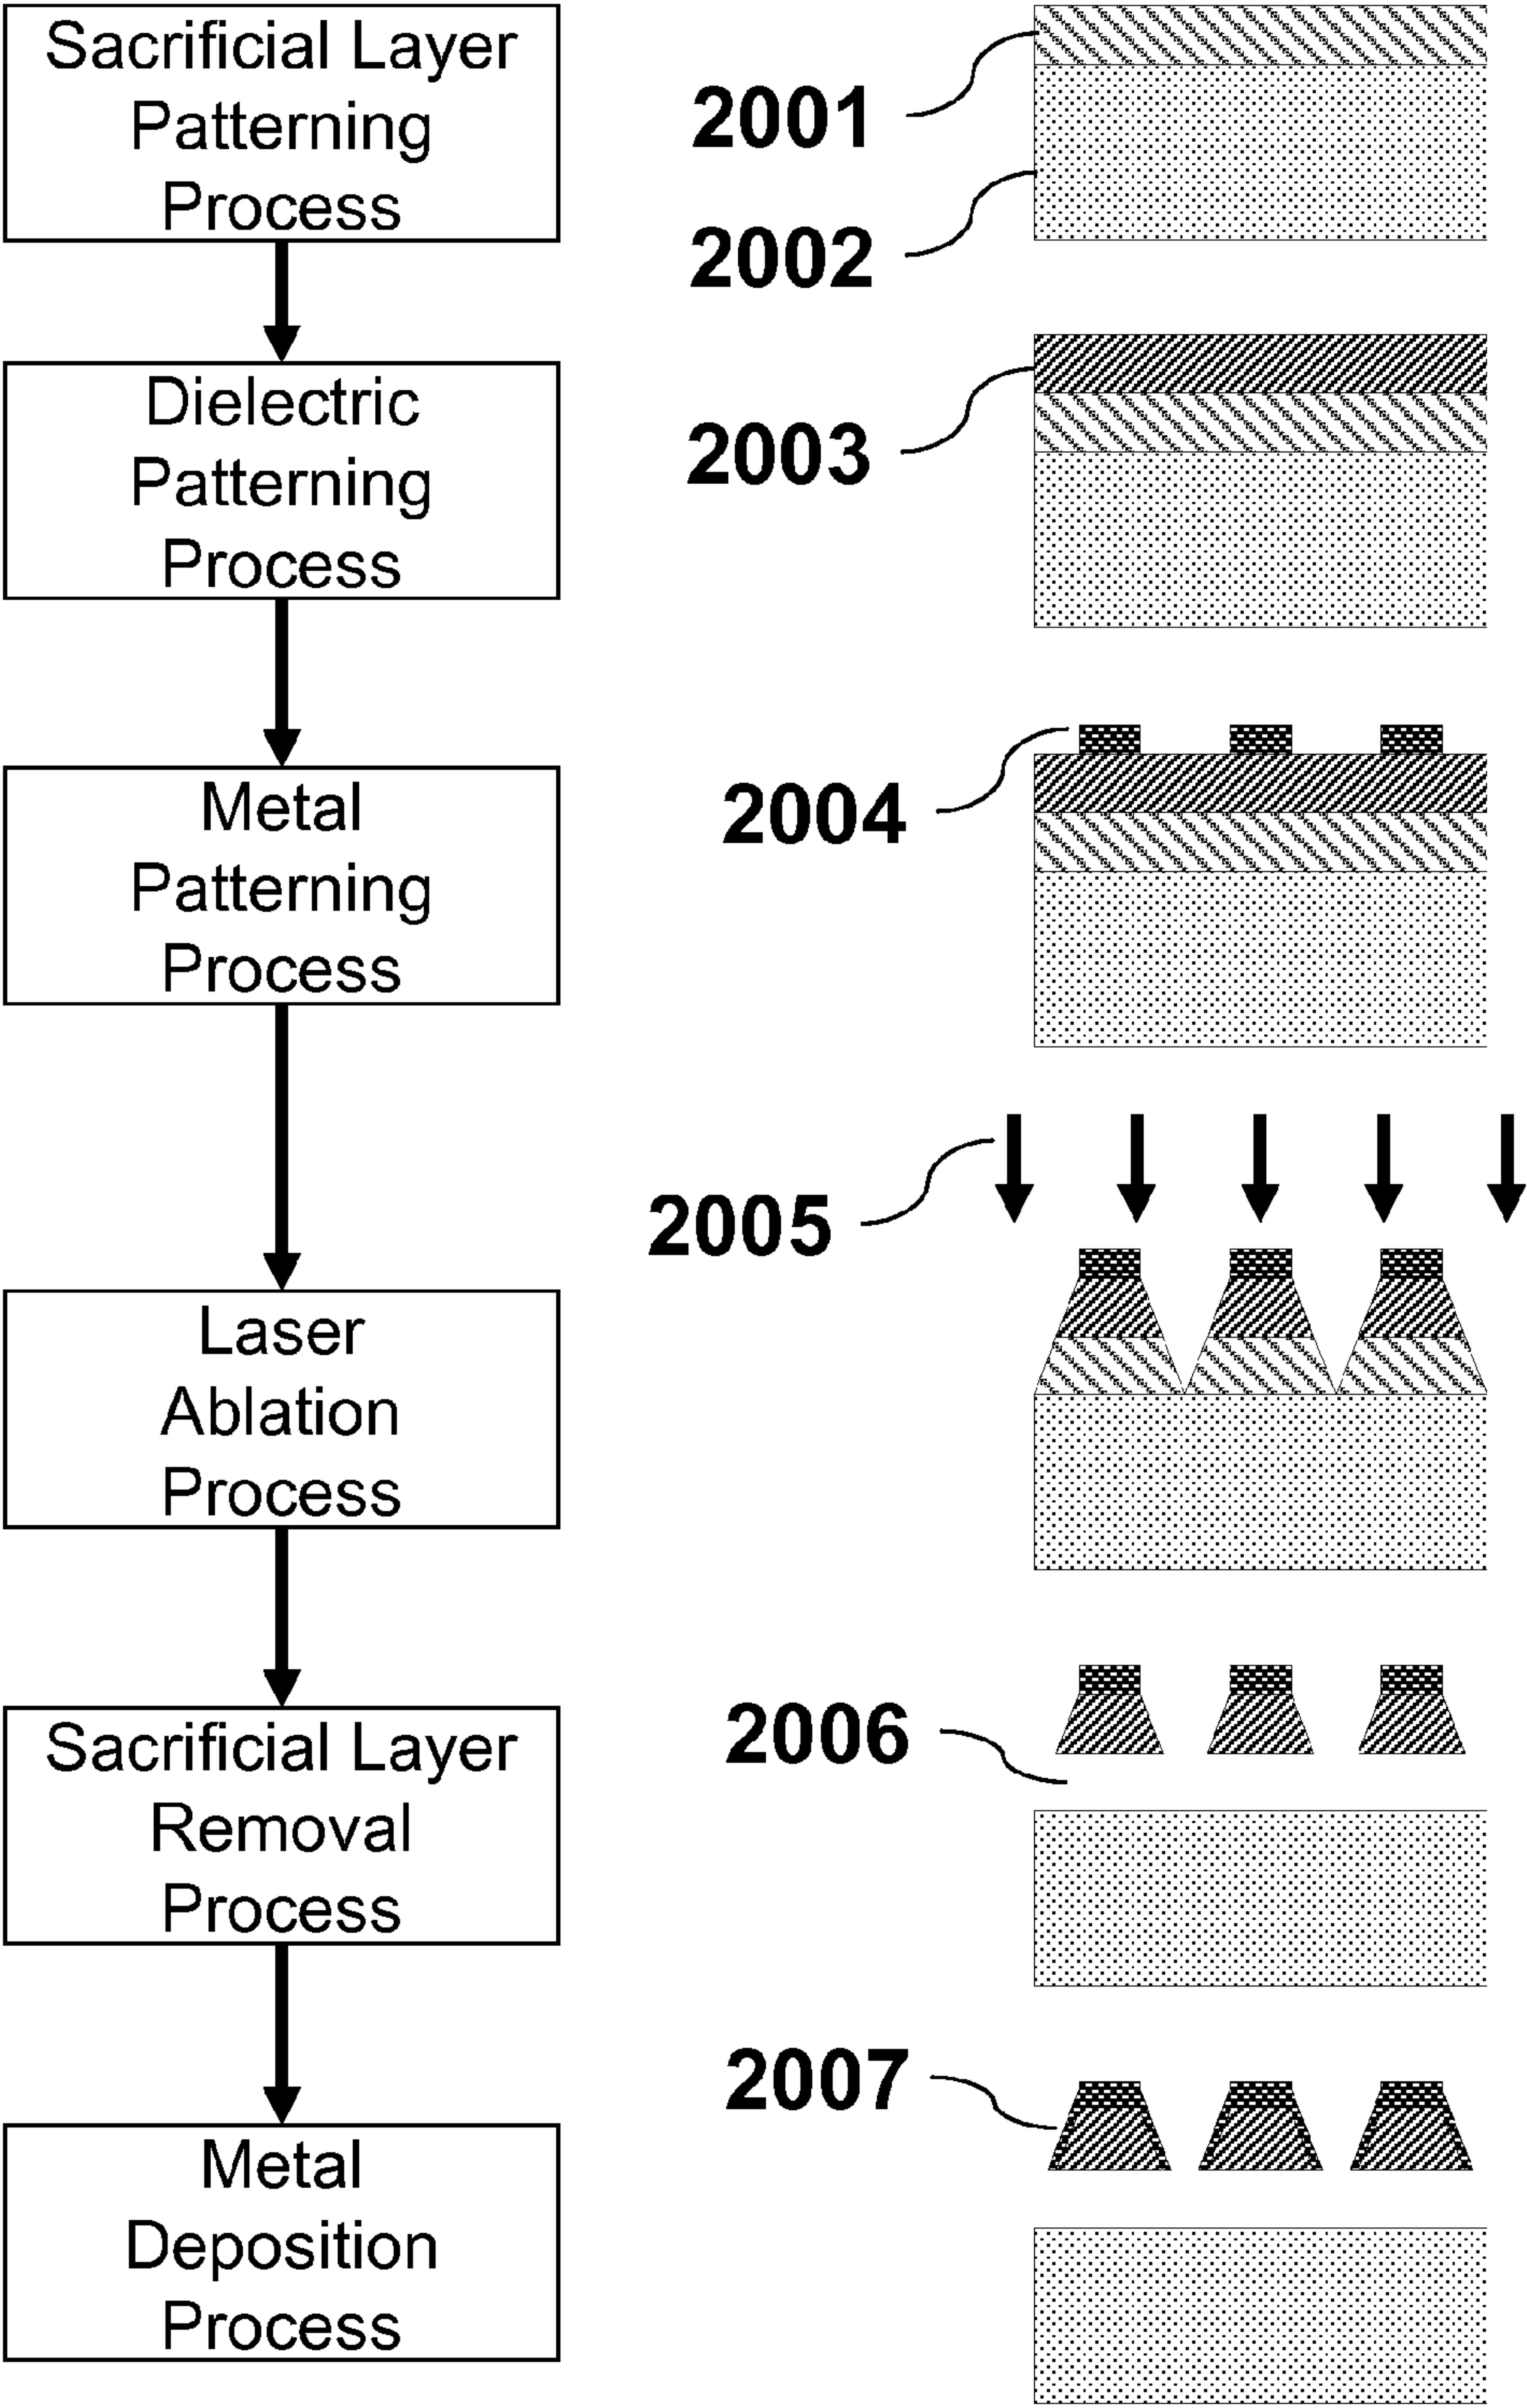 Sacrificial Layer
Patterning
Process
2001
2002
Dielectric
Patterning
Process
2003
Metal
Patterning
Process
2004
2005
Laser
Ablation
Process
Sacrificial Layer
Removal
Process
2006
2007
Metal
Deposition
Process